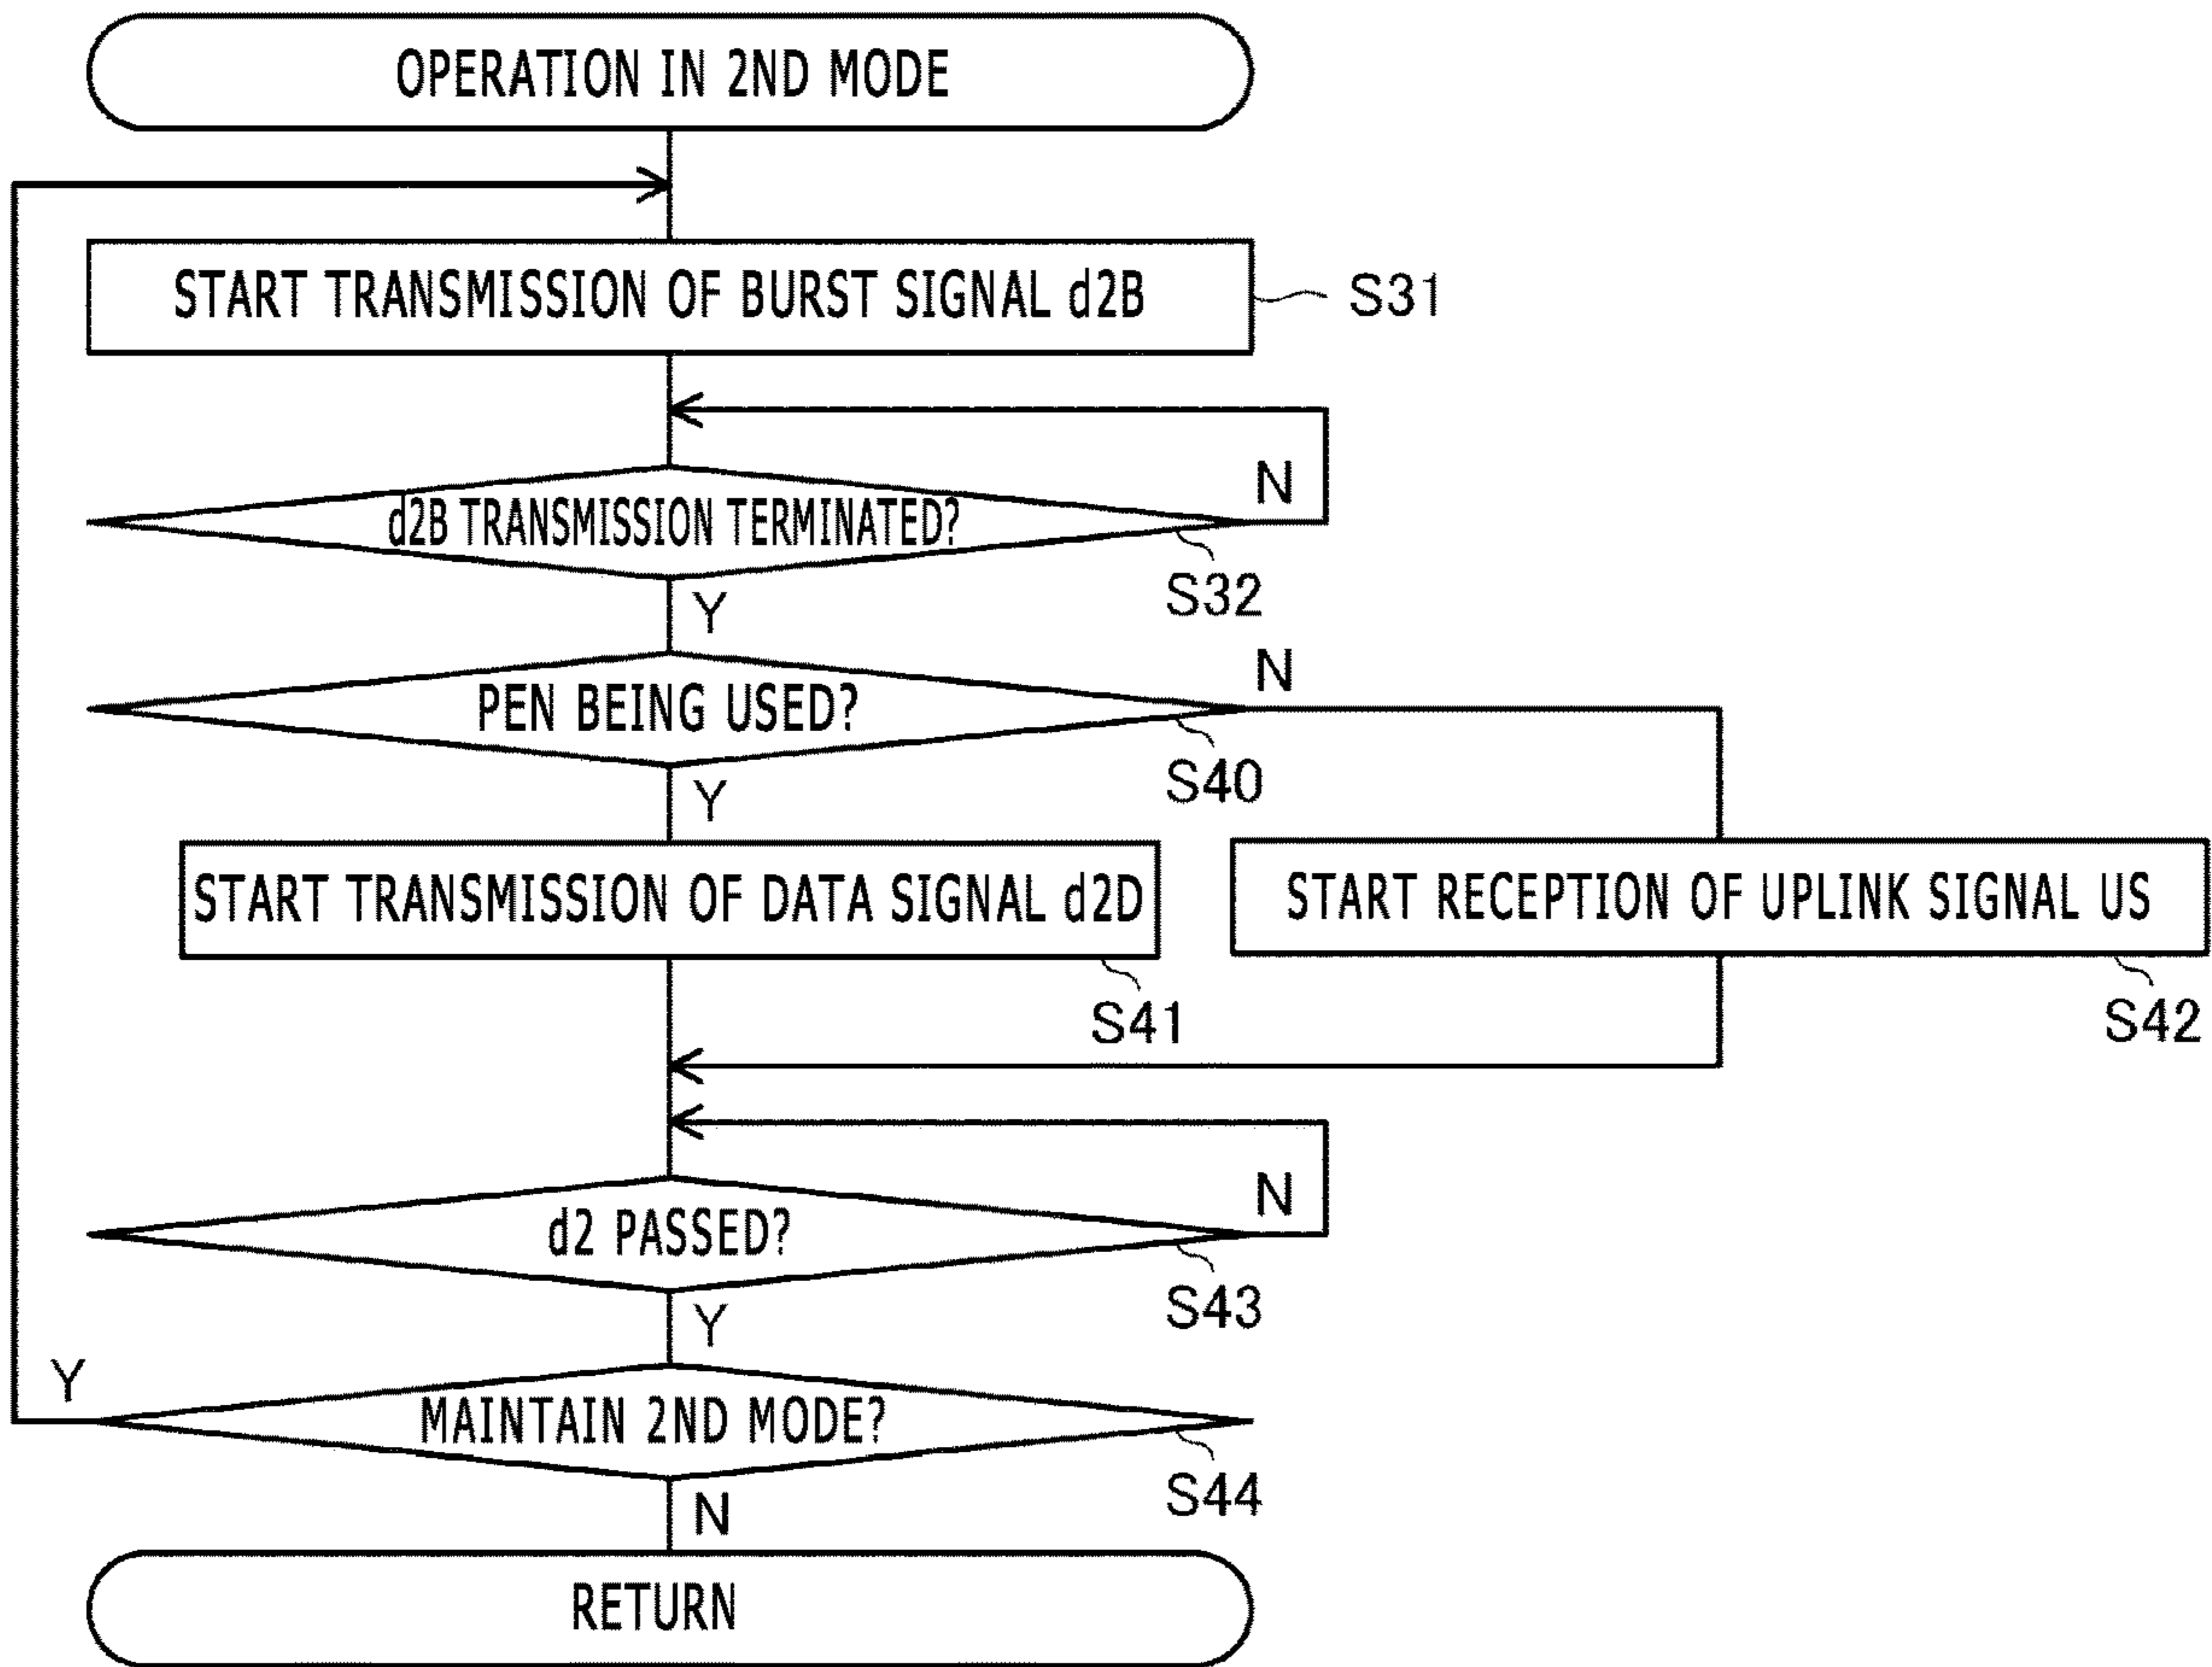 OPERATION IN 2ND MODE
START TRANSMISSION OF BURST SIGNAL d2B
S31
N
d2B TRANSMISSION TERMINATED?
S32
Y
N
PEN BEING USED?
S40
Y
START TRANSMISSION OF DATA SIGNAL d2D
START RECEPTION OF UPLINK SIGNAL US
S41
S42
N
d2 PASSED?
S43
Y
Y
MAINTAIN 2ND MODE?
S44
N
RETURN